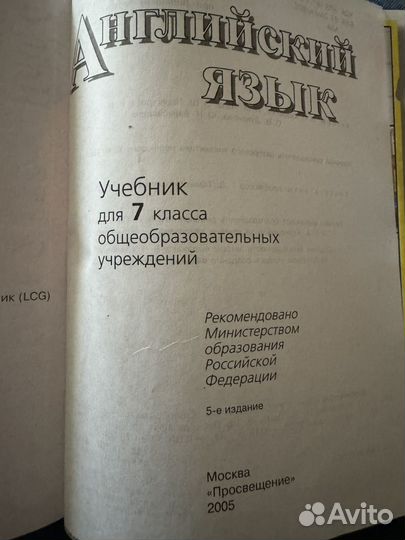 Английский
язык
Учебник
для 7 класса
общеобразовательных
учреждений
ик (LCG)
Рекомендовано
Министерством
образования
Российской
Федерации
5-е издание
Москва
"Просвещение"
2005
Avito